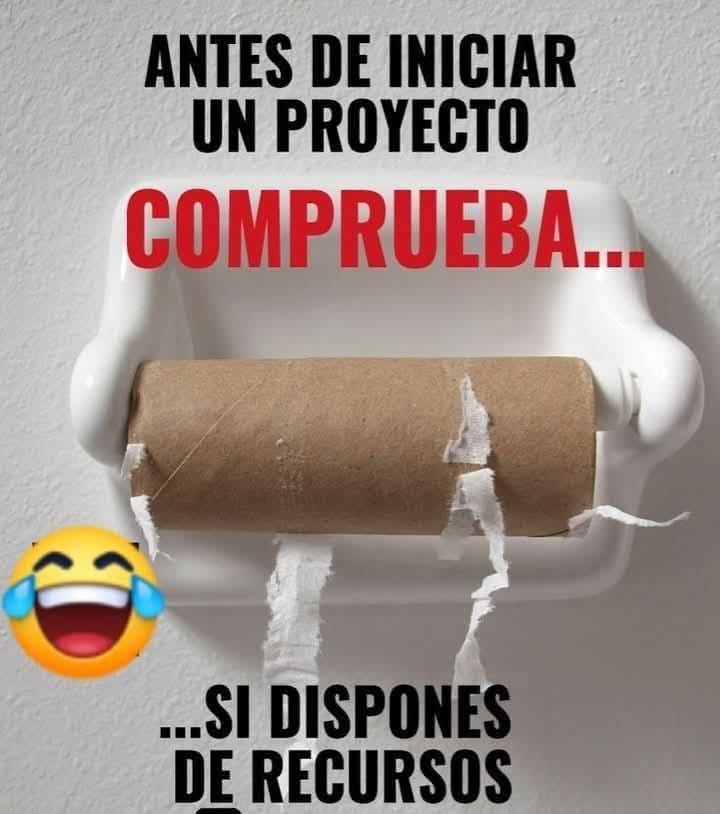 ANTES DE INICIAR
UN PROYECTO
COMPRUEBA...
...SI DISPONES
DE RECURSOS